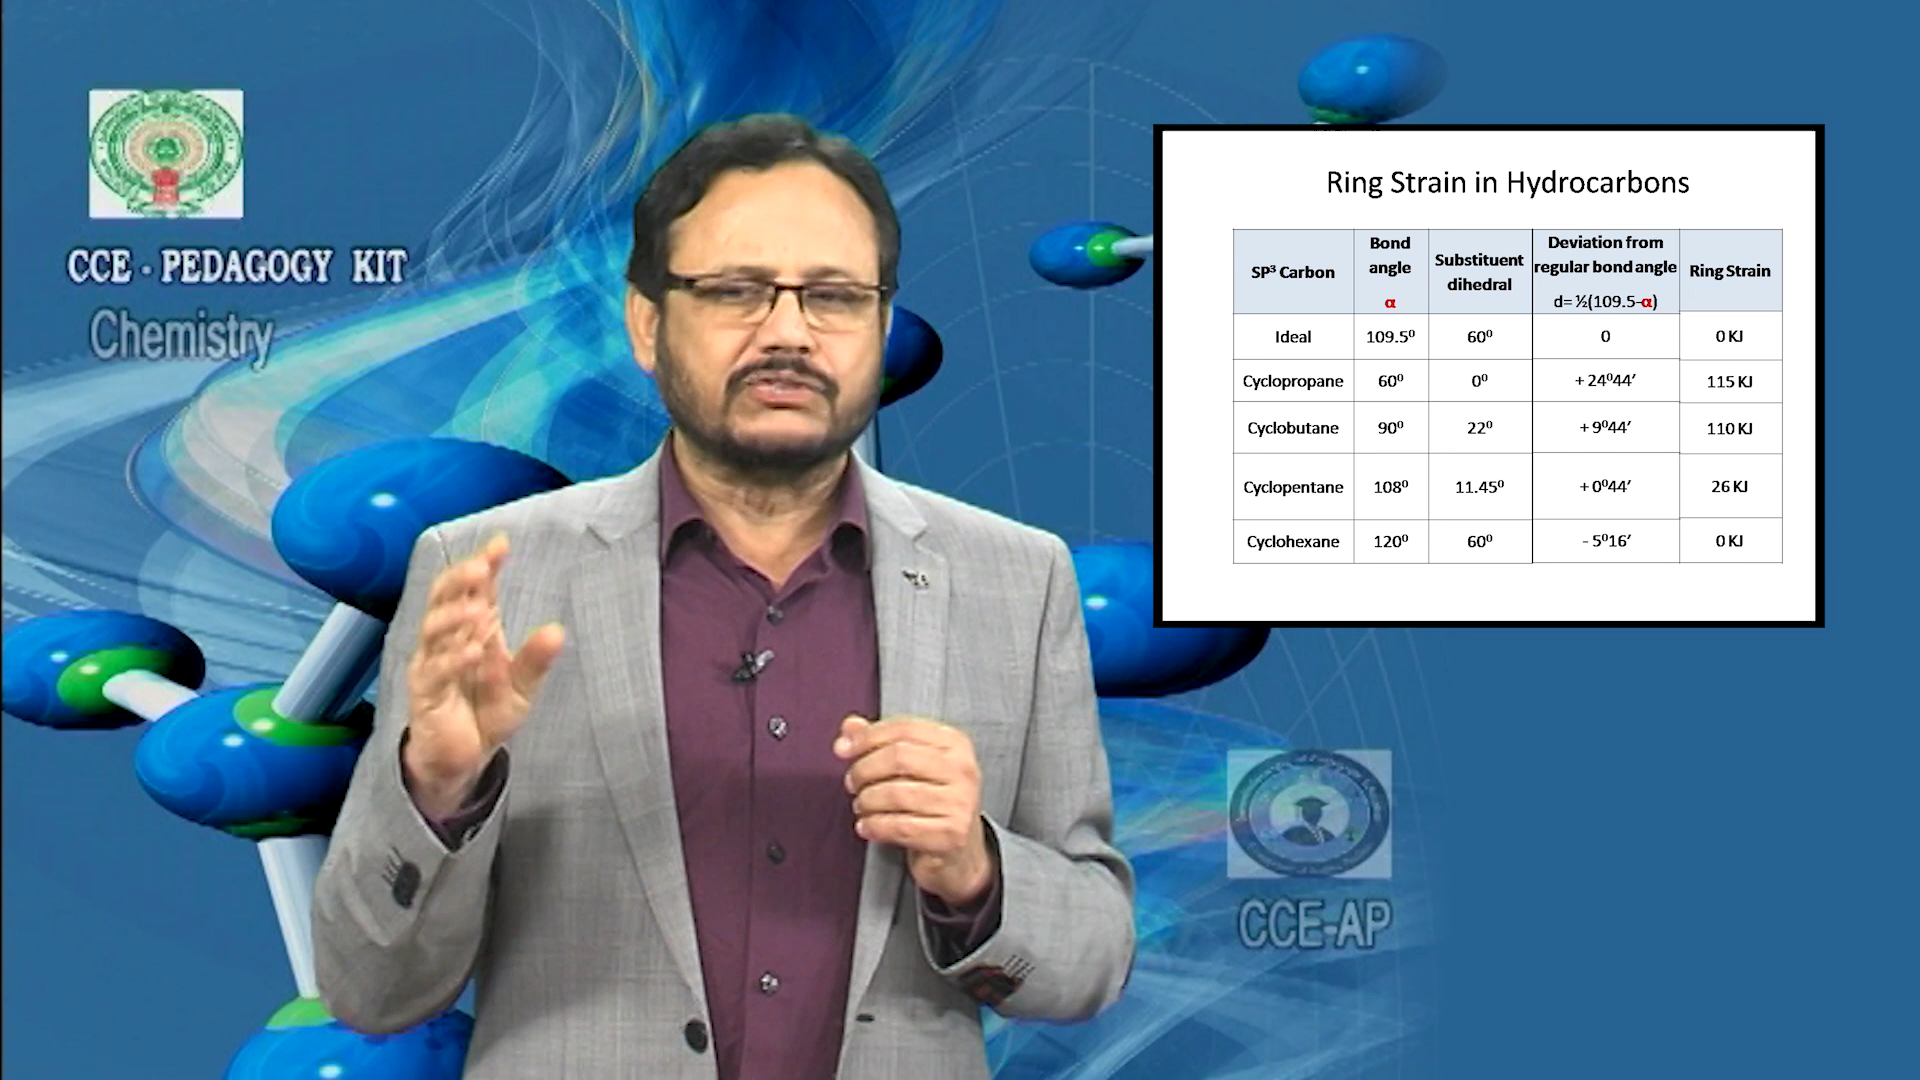 CCE - PEDAGOGY KIT
Chemistry
Ring Strain in Hydrocarbons
SP³ Carbon Bond angle α Substituent dihedral Deviation from regular bond angle d= ½(109.5-α) Ring Strain
Ideal 109.5⁰ 60⁰ 0 0 KJ
Cyclopropane 60⁰ 0⁰ + 24⁰44′ 115 KJ
Cyclobutane 90⁰ 22⁰ + 9⁰44′ 110 KJ
Cyclopentane 108⁰ 11.45⁰ + 0⁰44′ 26 KJ
Cyclohexane 120⁰ 60⁰ - 5⁰16′ 0 KJ
CCE-AP